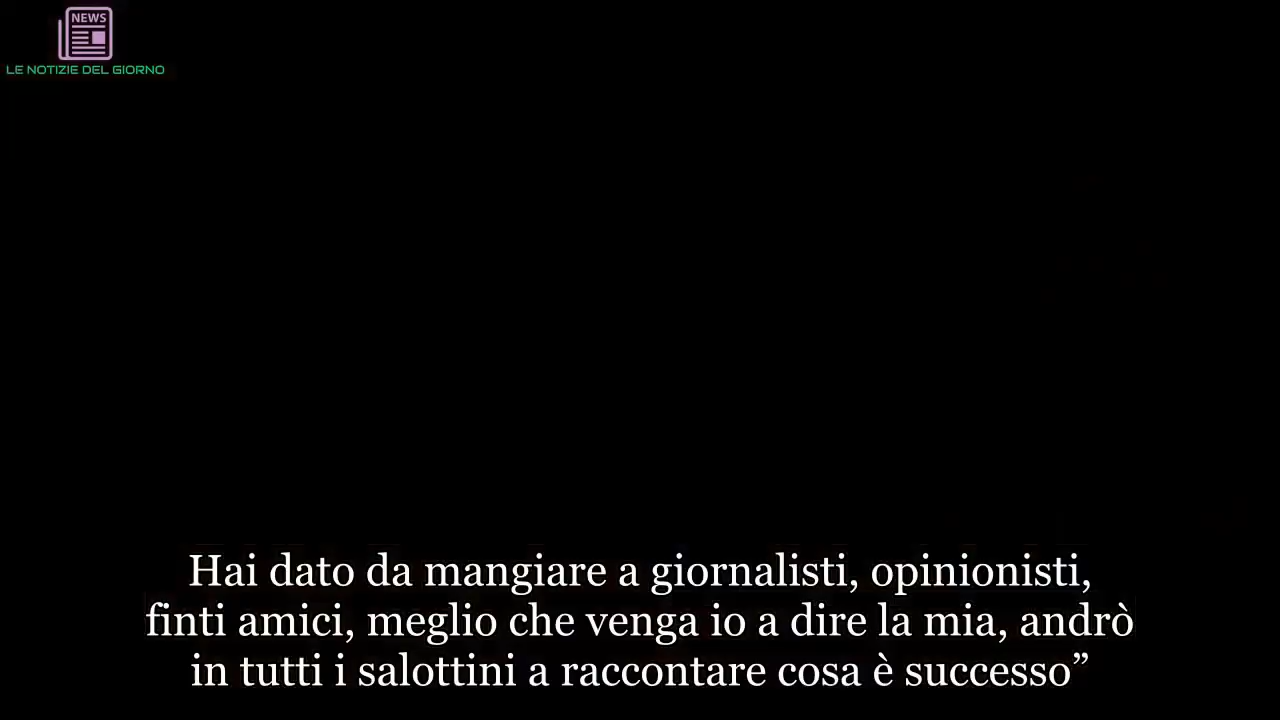 NEWS
LE NOTIZIE DEL GIORNO
Hai dato da mangiare a giornalisti, opinionisti,
finti amici, meglio che venga io a dire la mia, andrò
in tutti i salottini a raccontare cosa è successo”